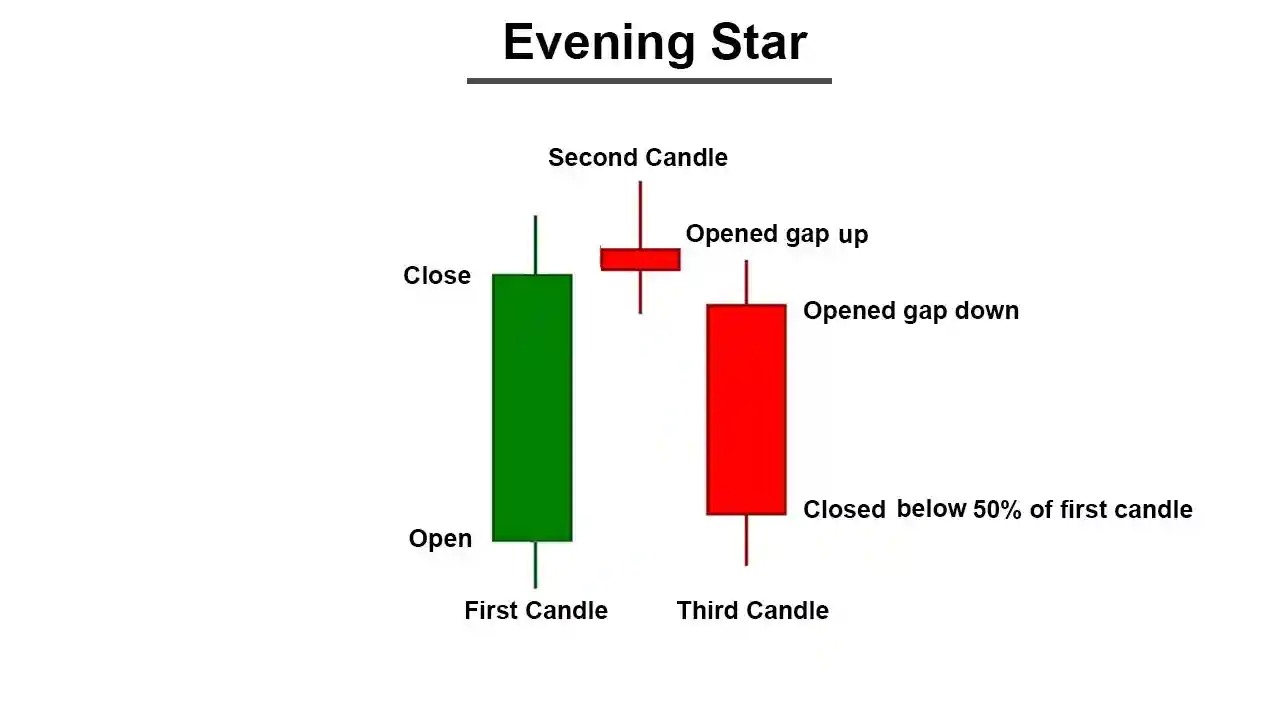 Evening Star
Second Candle
Opened gap up
Close
Opened gap down
Closed below 50% of first candle
Open
First Candle
Third Candle